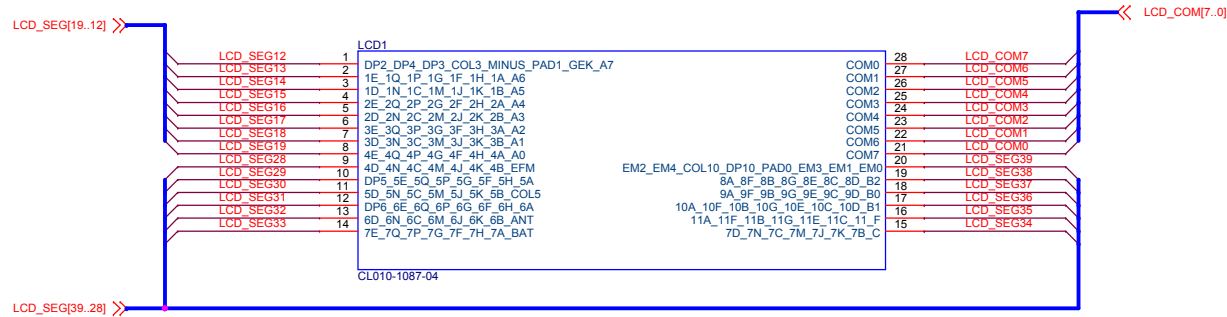 LCD_SEG[19..12]
LCD_COM[7..0]
LCD1
LCD_SEG12 1 DP2_DP4_DP3_COL3_MINUS_PAD1_GEK_A7 COM0 28 LCD_COM7
LCD_SEG13 2 1E_1Q_1P_1G_1F_1H_1A_A6 COM1 27 LCD_COM6
LCD_SEG14 3 1D_1N_1C_1M_1J_1K_1B_A5 COM2 26 LCD_COM5
LCD_SEG15 4 2E_2Q_2P_2G_2F_2H_2A_A4 COM3 25 LCD_COM4
LCD_SEG16 5 2D_2N_2C_2M_2J_2K_2B_A3 COM4 24 LCD_COM3
LCD_SEG17 6 3E_3Q_3P_3G_3F_3H_3A_A2 COM5 23 LCD_COM2
LCD_SEG18 7 3D_3N_3C_3M_3J_3K_3B_A1 COM6 22 LCD_COM1
LCD_SEG19 8 4E_4Q_4P_4G_4F_4H_4A_A0 COM7 21 LCD_COM0
LCD_SEG28 9 4D_4N_4C_4M_4J_4K_4B_EFM EM2_EM4_COL10_DP10_PAD0_EM3_EM1_EM0 20 LCD_SEG39
LCD_SEG29 10 DP5_5E_5Q_5P_5G_5F_5H_5A 8A_8F_8B_8G_8E_8C_8D_B2 19 LCD_SEG38
LCD_SEG30 11 5D_5N_5C_5M_5J_5K_5B_COL5 9A_9F_9B_9G_9E_9C_9D_B0 18 LCD_SEG37
LCD_SEG31 12 DP6_6E_6Q_6P_6G_6F_6H_6A 10A_10F_10B_10G_10E_10C_10D_B1 17 LCD_SEG36
LCD_SEG32 13 6D_6N_6C_6M_6J_6K_6B_ANT 11A_11F_11B_11G_11E_11C_11_F 16 LCD_SEG35
LCD_SEG33 14 7E_7Q_7P_7G_7F_7H_7A_BAT 7D_7N_7C_7M_7J_7K_7B_C 15 LCD_SEG34
CL010-1087-04
LCD_SEG[39..28]